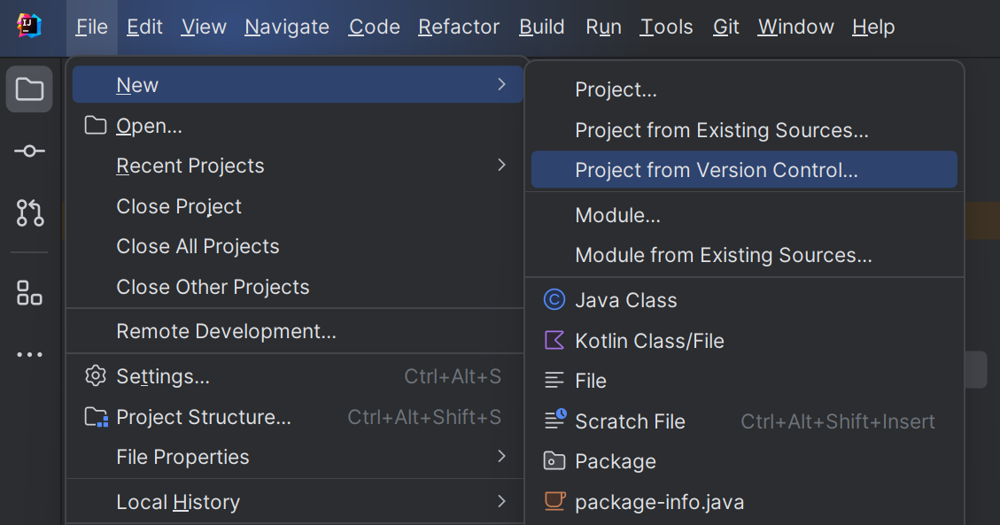 IJ
File Edit View Navigate Code Refactor Build Run Tools Git Window Help
New
Open...
Recent Projects
Close Project
Close All Projects
Close Other Projects
Remote Development...
Settings... Ctrl+Alt+S
Project Structure... Ctrl+Alt+Shift+S
File Properties
Local History
Project...
Project from Existing Sources...
Project from Version Control...
Module...
Module from Existing Sources...
Java Class
Kotlin Class/File
File
Scratch File Ctrl+Alt+Shift+Insert
Package
package-info.java